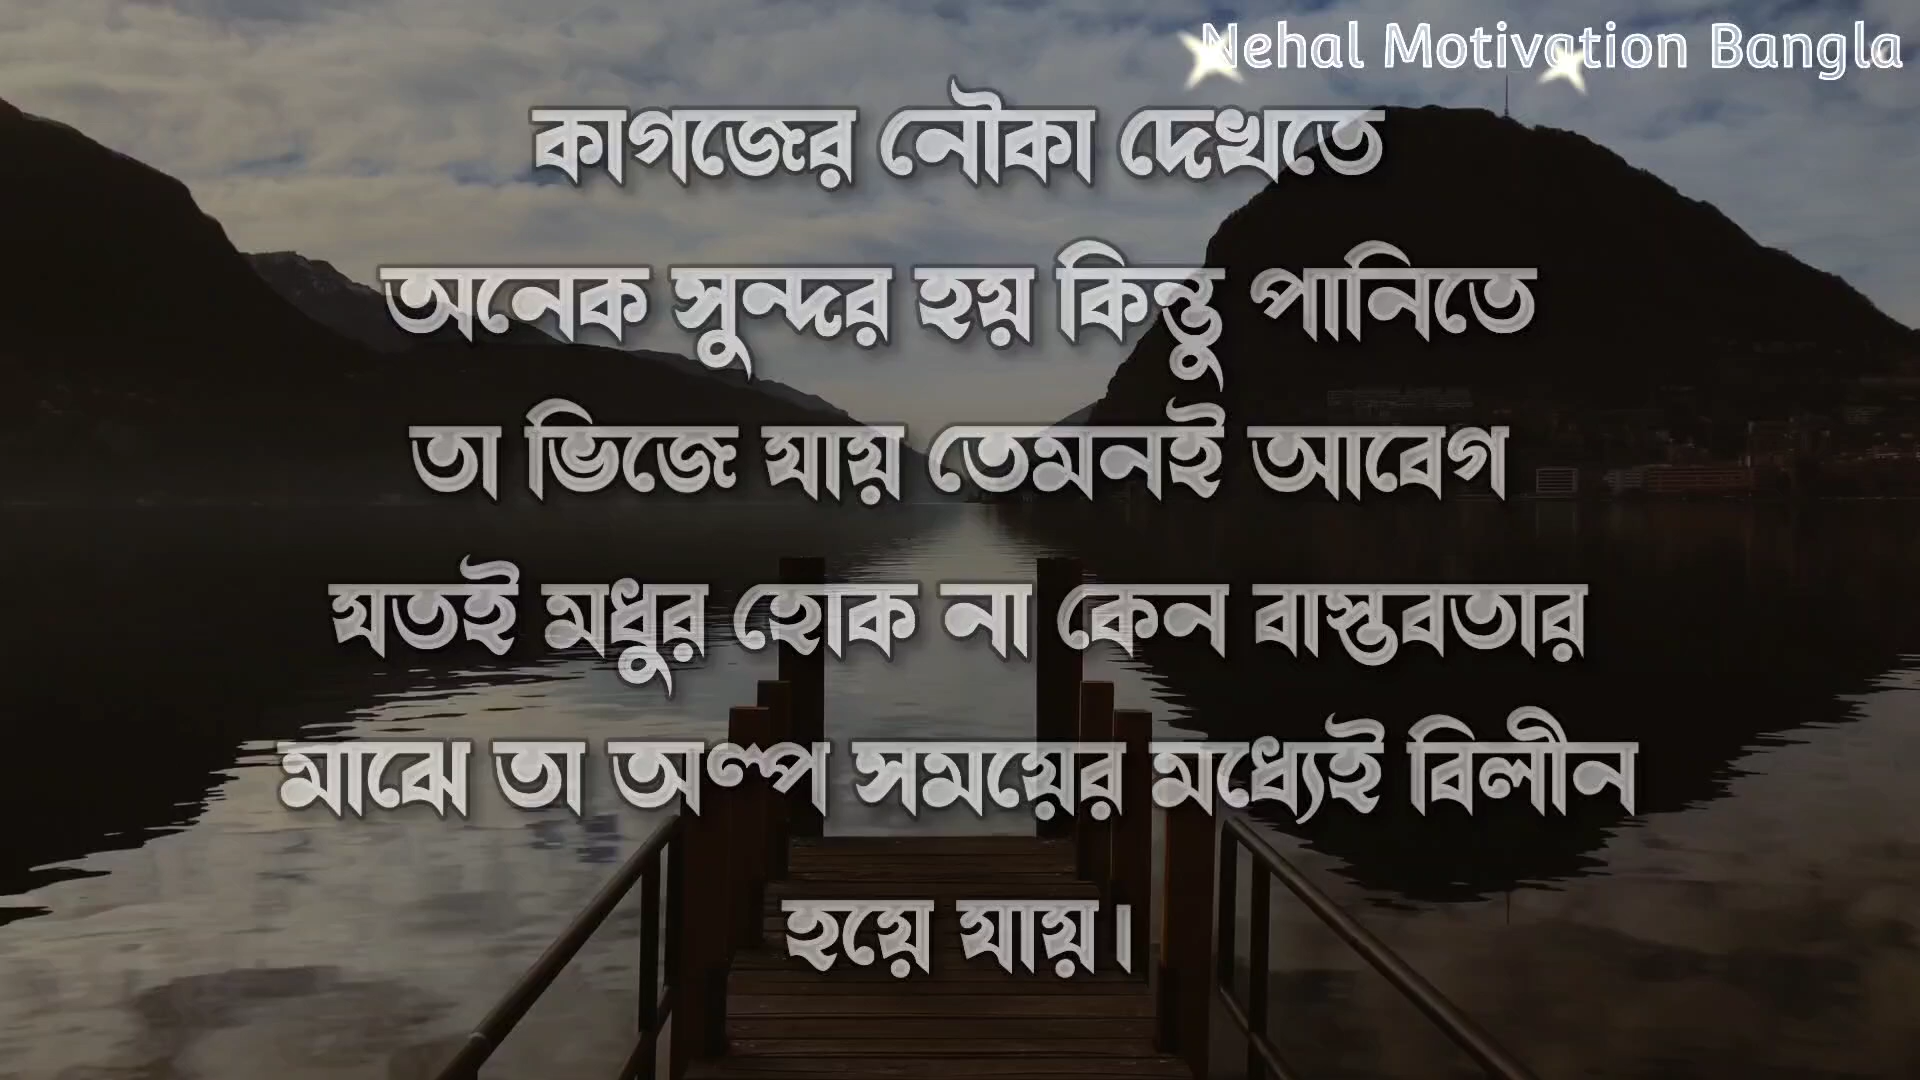 Nehal Motivation Bangla
কাগজের নৌকা দেখতে
অনেক সুন্দর হয় কিন্তু পানিতে
তা ভিজে যায় তেমনই আবেগ
যতই মধুর হোক না কেন বাস্তবতার
মাঝে তা অল্প সময়ের মধ্যেই বিলীন
হয়ে যায়।